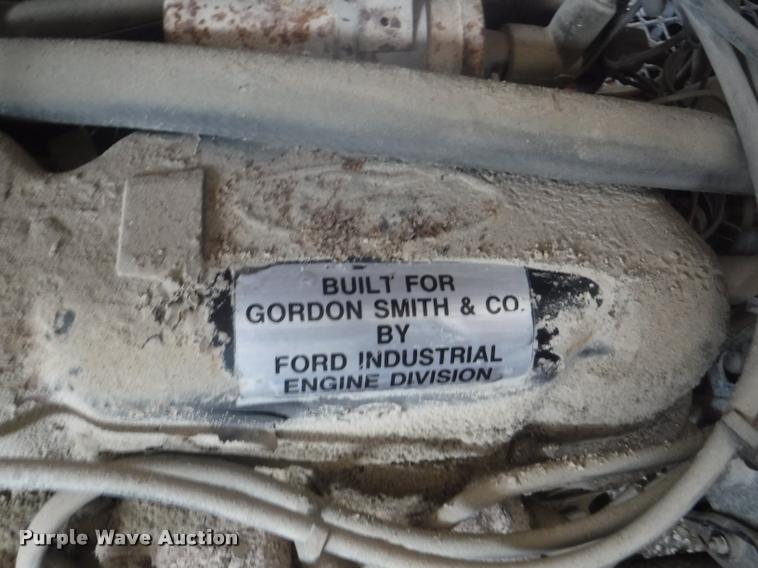 BUILT FOR
GORDON SMITH & CO.
BY
FORD INDUSTRIAL
ENGINE DIVISION
Purple Wave Auction